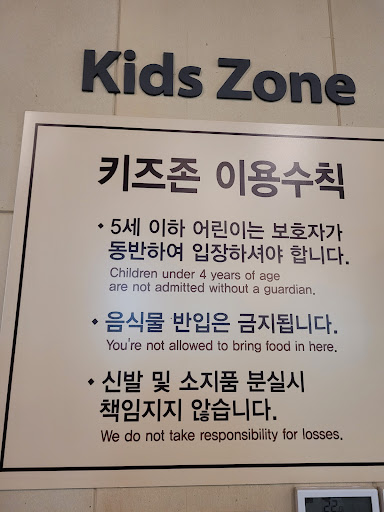 Kids Zone
키즈존 이용수칙
• 5세 이하 어린이는 보호자가
동반하여 입장하셔야 합니다.
Children under 4 years of age
are not admitted without a guardian.
• 음식물 반입은 금지됩니다.
You're not allowed to bring food in here.
• 신발 및 소지품 분실시
책임지지 않습니다.
We do not take responsibility for losses.
22